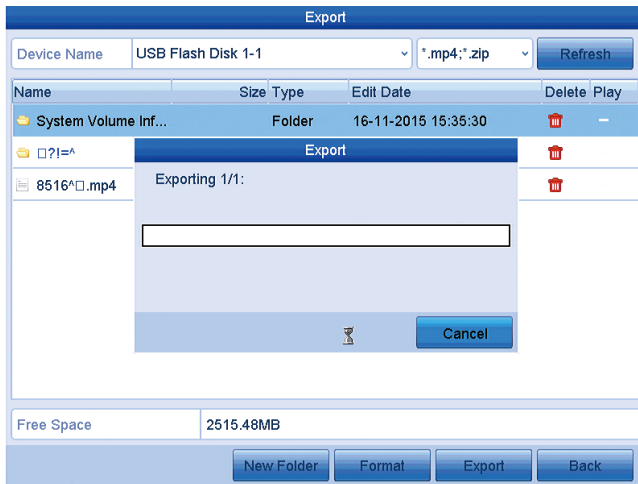 Export
Device Name USB Flash Disk 1-1 *.mp4;*.zip Refresh
Name Size Type Edit Date Delete Play
System Volume Inf... Folder 16-11-2015 15:35:30
□?!=^
8516^□.mp4
Export
Exporting 1/1:
Cancel
Free Space 2515.48MB
New Folder Format Export Back